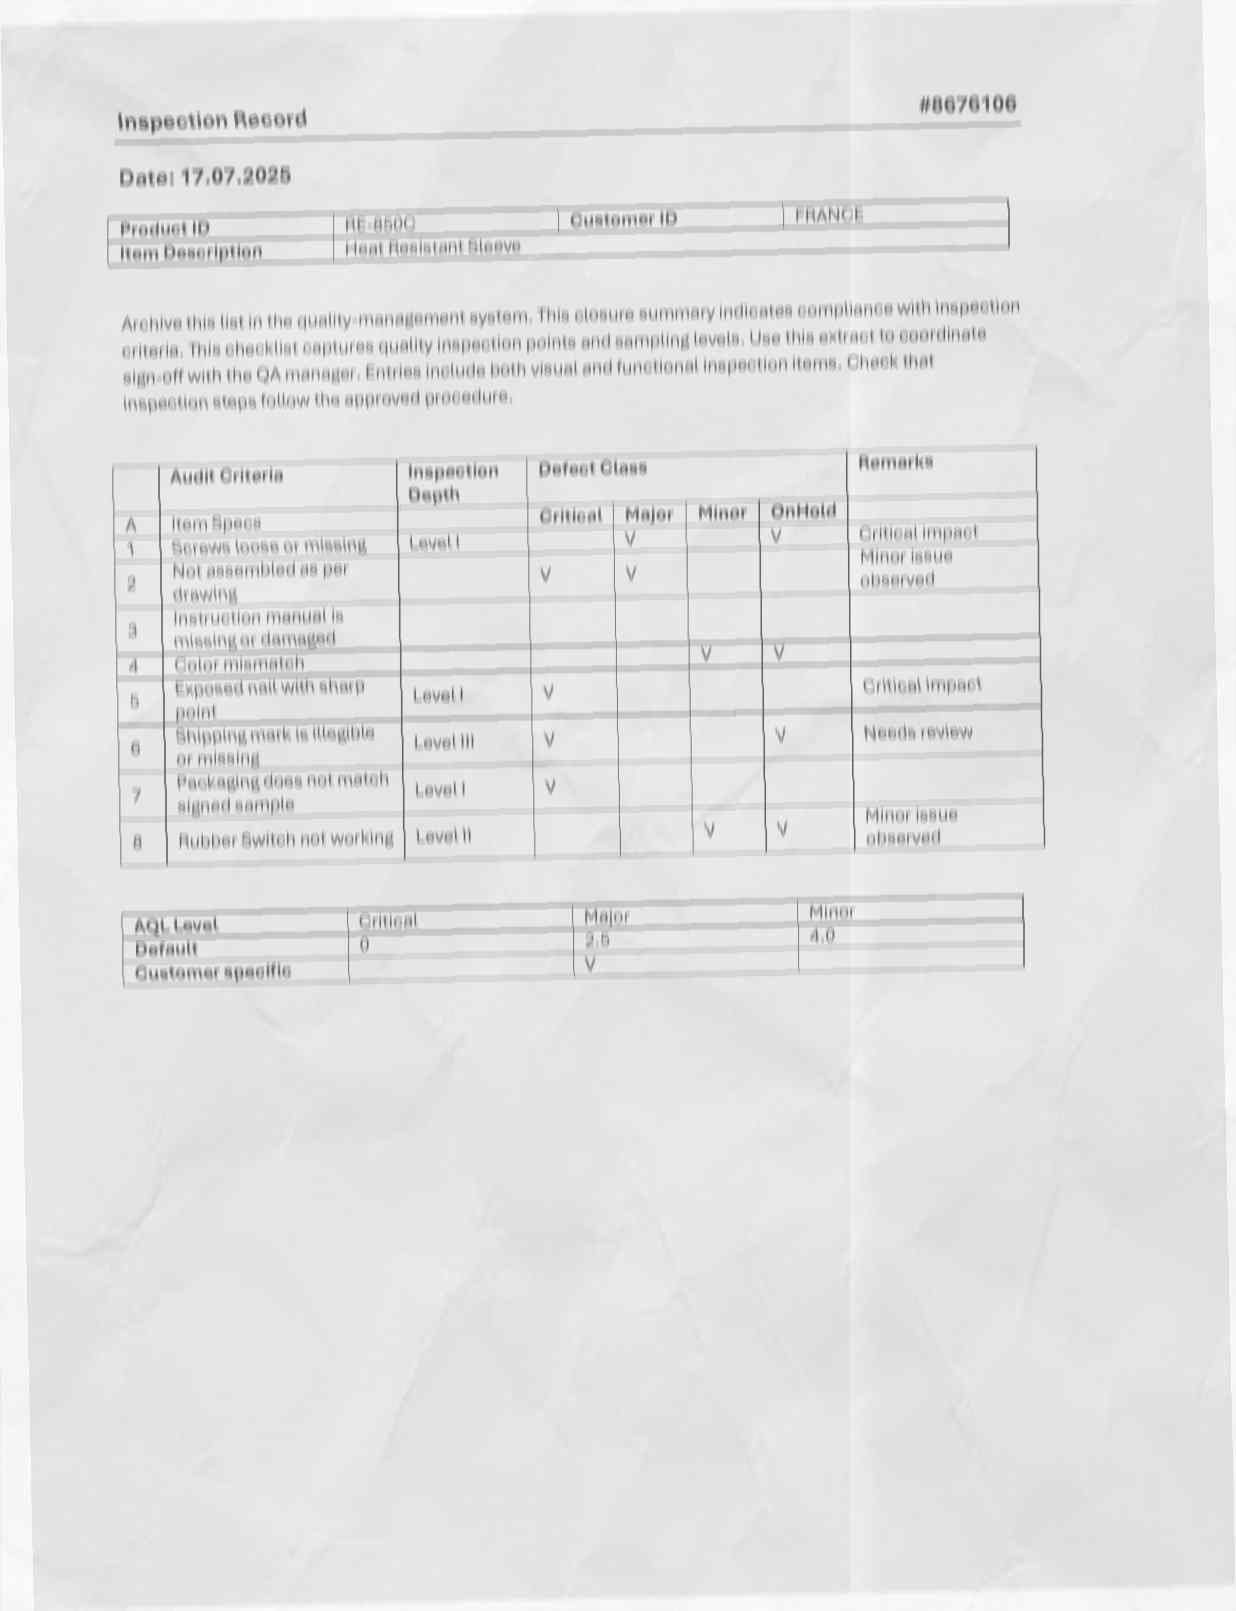 Inspection Record #8676106
Date: 17.07.2025
Product ID RE-850C Customer ID FRANCE
Item Description Heat Resistant Sleeve
Archive this list in the quality-management system. This closure summary indicates compliance with inspection
criteria. This checklist captures quality inspection points and sampling levels. Use this extract to coordinate
sign-off with the QA manager. Entries include both visual and functional inspection items. Check that
inspection steps follow the approved procedure.
Audit Criteria Inspection Depth Defect Class Remarks
A Item Specs Critical Major Minor OnHold
1 Screws loose or missing Level I V V Critical impact
2 Not assembled as per drawing V V Minor issue observed
3 Instruction manual is missing or damaged
4 Color mismatch V V
5 Exposed nail with sharp point Level I V Critical impact
6 Shipping mark is illegible or missing Level III V V Needs review
7 Packaging does not match signed sample Level I V
8 Rubber Switch not working Level II V V Minor issue observed
AQL Level Critical Major Minor
Default 0 2.5 4.0
Customer specific V